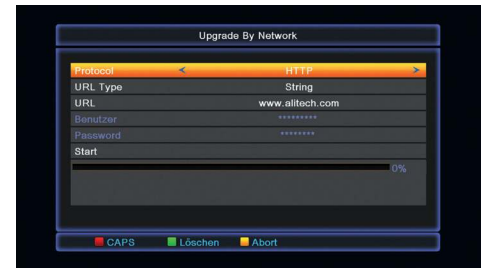 Upgrade By Network
Protocol < HTTP >
URL Type String
URL www.alitech.com
Benutzer *********
Password ********
Start
0%
CAPS Löschen Abort